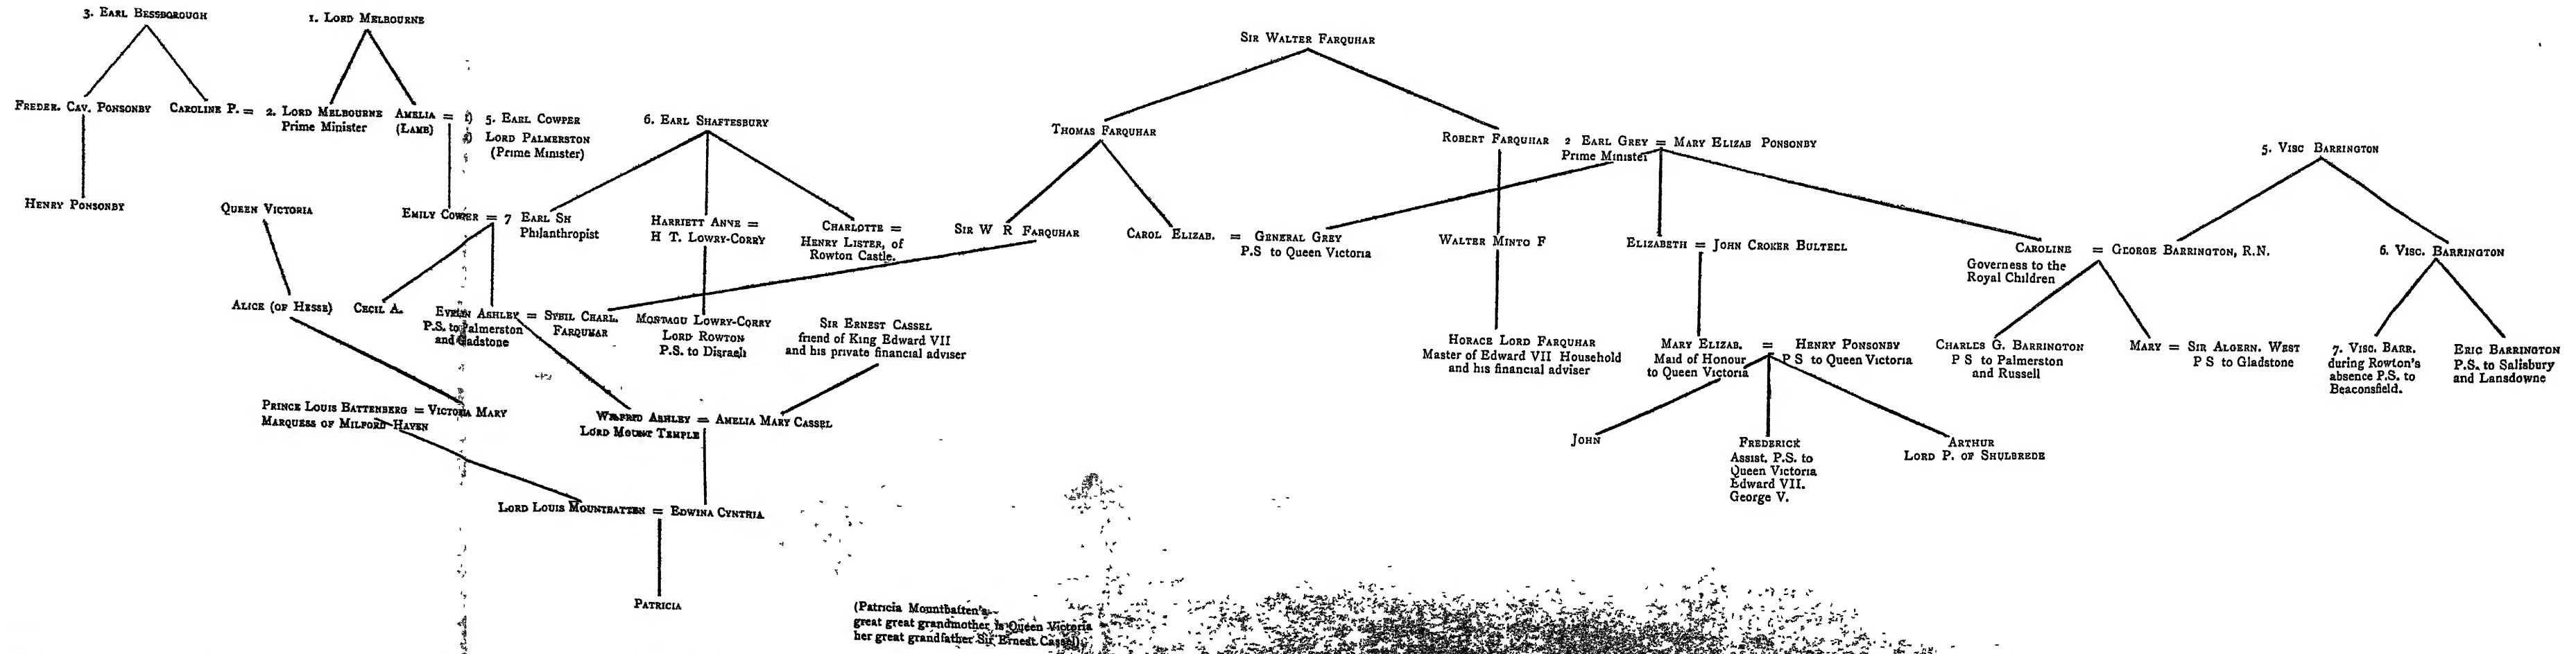 3. Earl Bessborough
1. Lord Melbourne
Sir Walter Farquhar
Freder. Cav. Ponsonby
Caroline P. = 2. Lord Melbourne
Prime Minister
Amelia = 1) 5. Earl Cowper
(Lamb)
2) Lord Palmerston
(Prime Minister)
6. Earl Shaftesbury
Thomas Farquhar
Robert Farquhar
2 Earl Grey = Mary Elizab Ponsonby
Prime Minister
5. Visc Barrington
Henry Ponsonby
Queen Victoria
Emily Cowper = 7 Earl Sh
Philanthropist
Harriett Anne =
H T. Lowry-Corry
Charlotte =
Henry Lister, of
Rowton Castle.
Sir W R Farquhar
Carol Elizab. = General Grey
P.S to Queen Victoria
Walter Minto F
Elizabeth = John Croker Bulteel
Caroline = George Barrington, R.N.
Governess to the
Royal Children
6. Visc. Barrington
Alice (of Hesse)
Cecil A.
Evelyn Ashley = Sybil Charl.
Farquhar
P.S. to Palmerston
and Gladstone
Montagu Lowry-Corry
Lord Rowton
P.S. to Disraeli
Sir Ernest Cassel
friend of King Edward VII
and his private financial adviser
Horace Lord Farquhar
Master of Edward VII Household
and his financial adviser
Mary Elizab. = Henry Ponsonby
Maid of Honour
to Queen Victoria
P S to Queen Victoria
Charles G. Barrington
P S to Palmerston
and Russell
Mary = Sir Algern. West
P S to Gladstone
7. Visc. Barr.
during Rowton's
absence P.S. to
Beaconsfield.
Eric Barrington
P.S. to Salisbury
and Lansdowne
Prince Louis Battenberg = Victoria Mary
Marquess of Milford Haven
Wilfred Ashley = Amelia Mary Cassel
Lord Mount Temple
John
Frederick
Assist. P.S. to
Queen Victoria
Edward VII.
George V.
Arthur
Lord P. of Shulbrede
Lord Louis Mountbatten = Edwina Cynthia
Patricia
(Patricia Mountbatten's
great great grandmother is Queen Victoria
her great grandfather Sir Ernest Cassel)